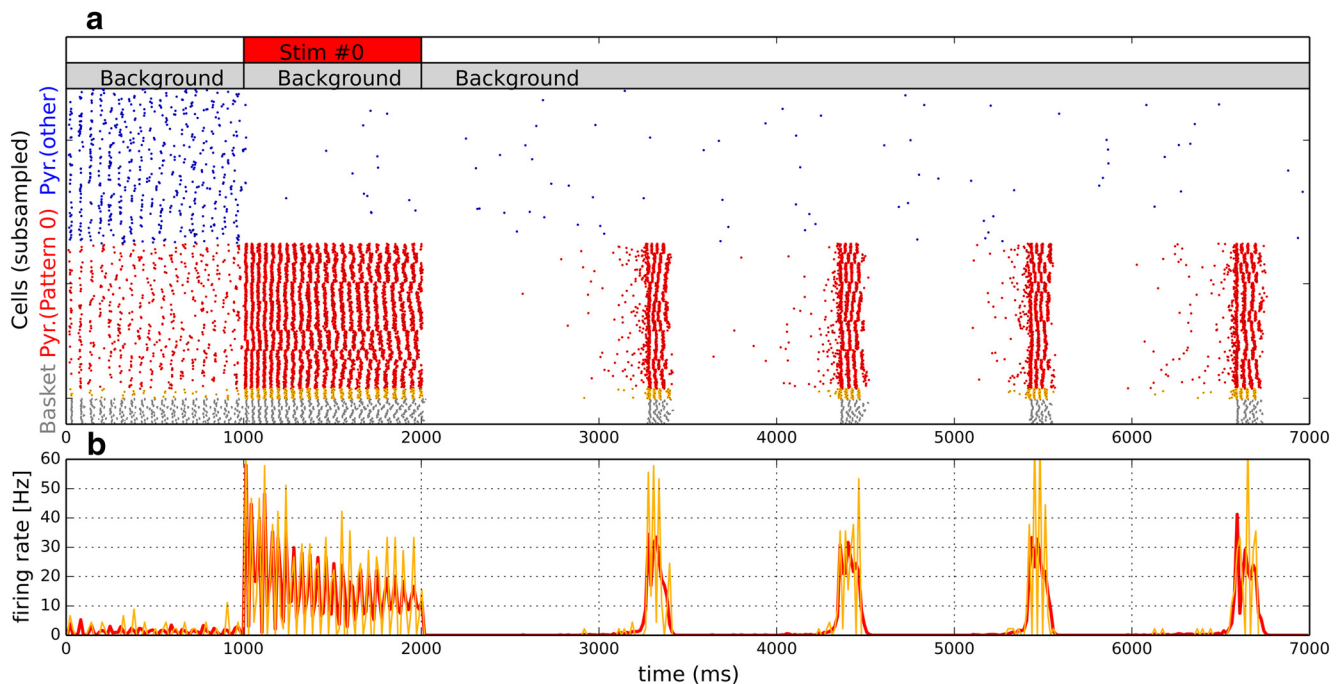 a
Stim #0
Background Background Background
Cells (subsampled)
Basket Pyr.(Pattern 0) Pyr.(other)
0 1000 2000 3000 4000 5000 6000 7000
b
firing rate [Hz]
60
50
40
30
20
10
0
0 1000 2000 3000 4000 5000 6000 7000
time (ms)